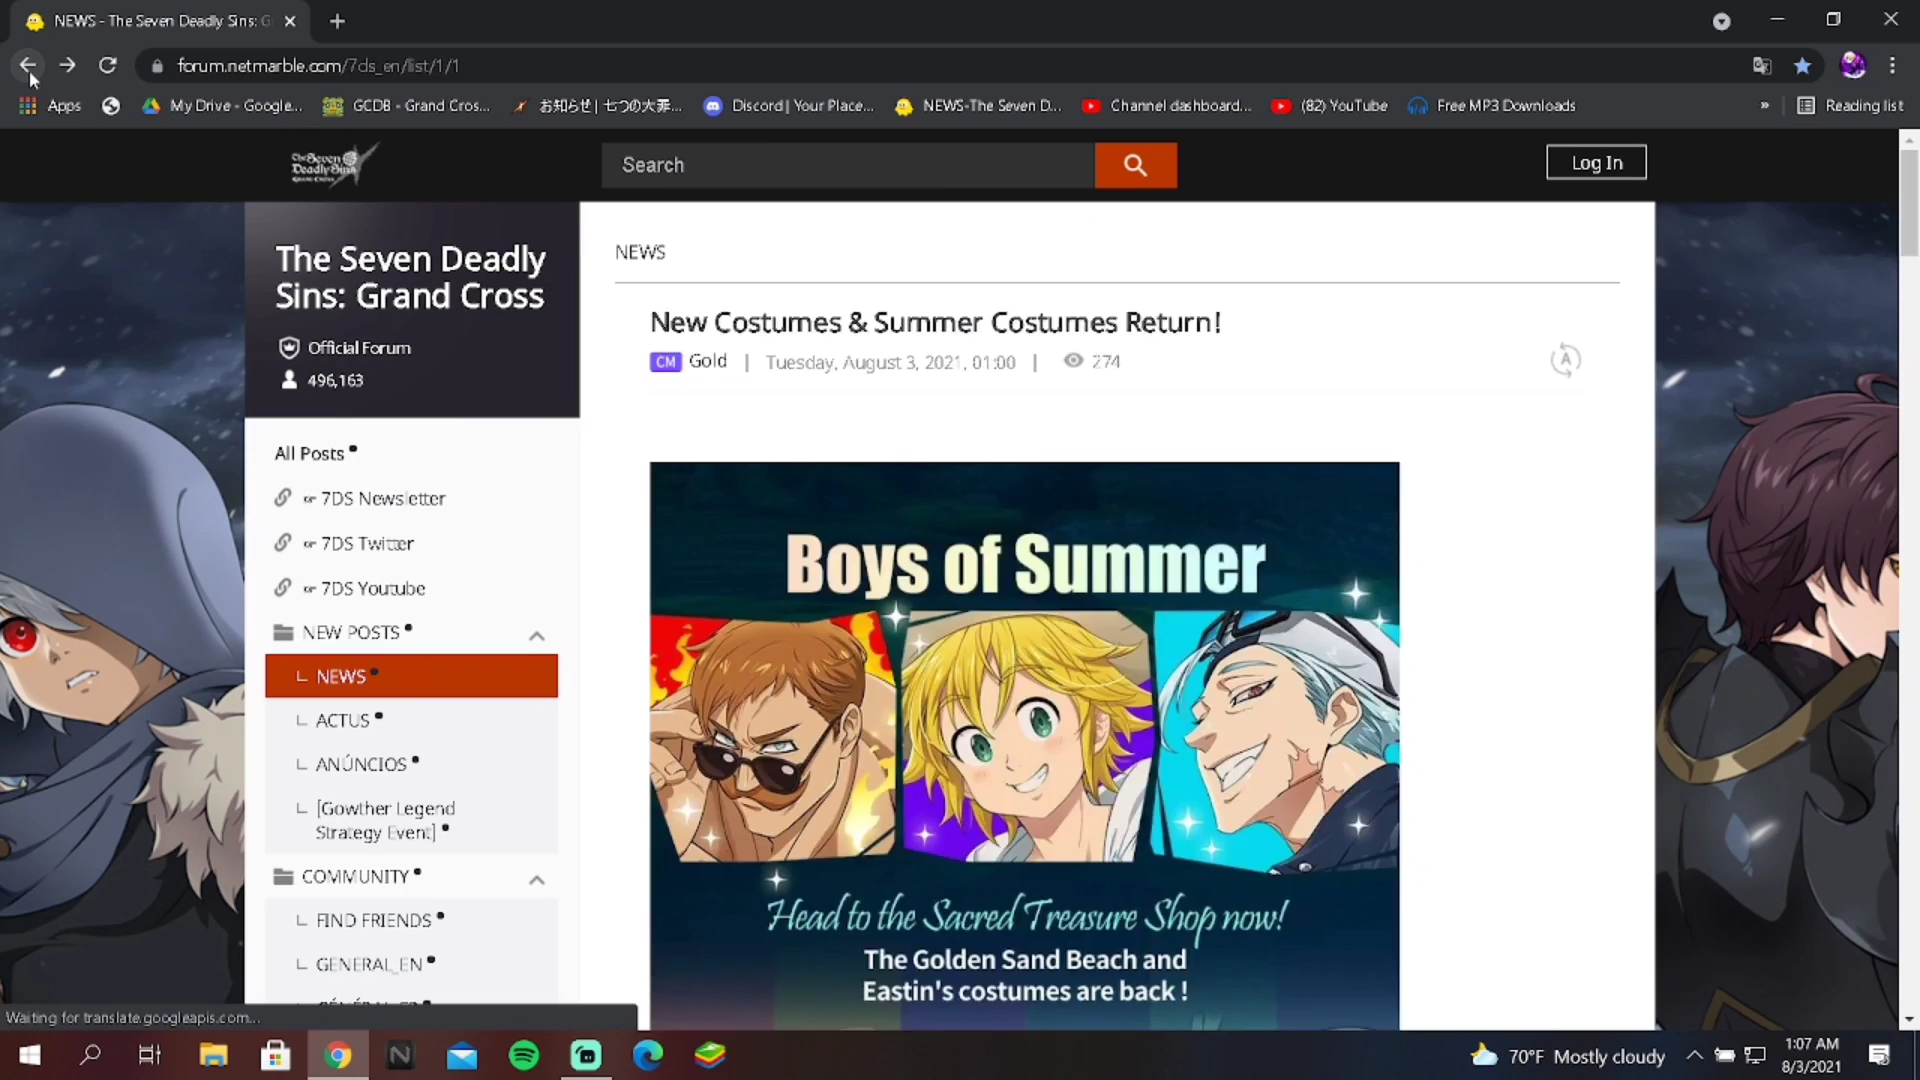 NEWS - The Seven Deadly Sins: G
forum.netmarble.com/7ds_en/list/1/1
Apps
My Drive - Google...
GCDB - Grand Cros...
お知らせ | 七つの大罪...
Discord | Your Place...
NEWS-The Seven D...
Channel dashboard...
(82) YouTube
Free MP3 Downloads
»
Reading list
The Seven Deadly Sins
GRAND CROSS
Search
Log In
The Seven Deadly
Sins: Grand Cross
Official Forum
496,163
All Posts
7DS Newsletter
7DS Twitter
7DS Youtube
NEW POSTS
NEWS
ACTUS
ANÚNCIOS
[Gowther Legend
Strategy Event]
COMMUNITY
FIND FRIENDS
GENERAL_EN
NEWS
New Costumes & Summer Costumes Return!
CM Gold | Tuesday, August 3, 2021, 01:00 | 274
A
Boys of Summer
Head to the Sacred Treasure Shop now!
The Golden Sand Beach and
Eastin's costumes are back !
Waiting for translate.googleapis.com...
70°F Mostly cloudy
1:07 AM
8/3/2021